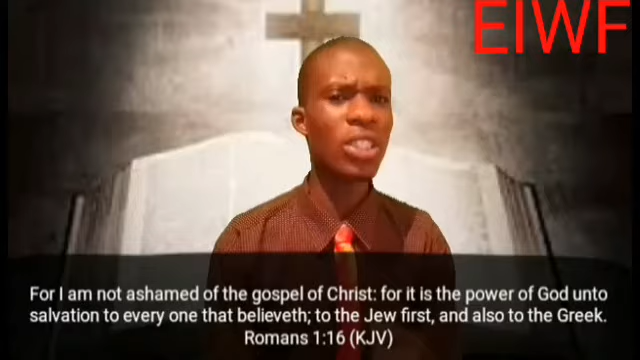 EIWF
For I am not ashamed of the gospel of Christ: for it is the power of God unto
salvation to every one that believeth; to the Jew first, and also to the Greek.
Romans 1:16 (KJV)